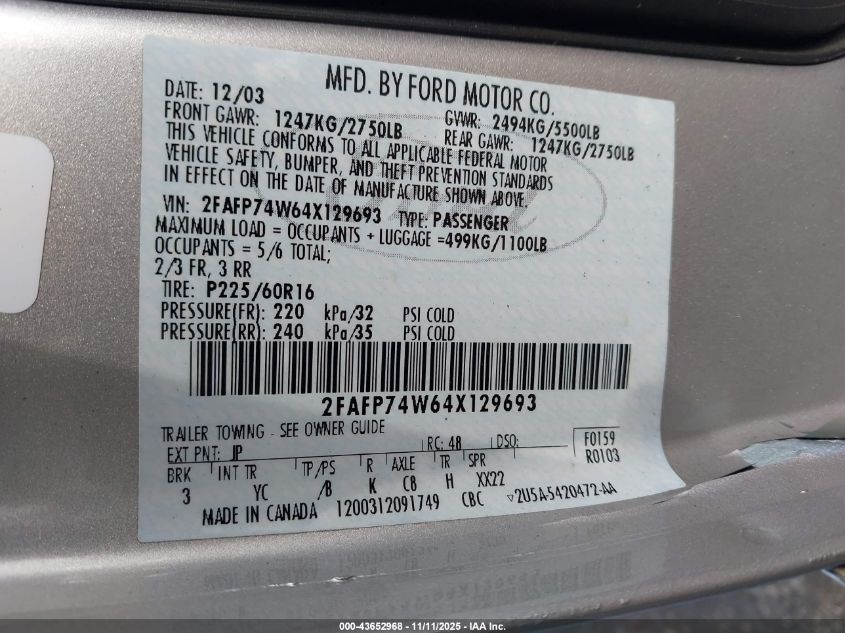 MFD. BY FORD MOTOR CO.
DATE: 12/03 GVWR: 2494KG/5500LB
FRONT GAWR: 1247KG/2750LB REAR GAWR: 1247KG/2750LB
THIS VEHICLE CONFORMS TO ALL APPLICABLE FEDERAL MOTOR
VEHICLE SAFETY, BUMPER, AND THEFT PREVENTION STANDARDS
IN EFFECT ON THE DATE OF MANUFACTURE SHOWN ABOVE.
VIN: 2FAFP74W64X129693 TYPE: PASSENGER
MAXIMUM LOAD = OCCUPANTS + LUGGAGE =499KG/1100LB
OCCUPANTS = 5/6 TOTAL;
2/3 FR, 3 RR
TIRE: P225/60R16
PRESSURE(FR): 220 kPa/32 PSI COLD
PRESSURE(RR): 240 kPa/35 PSI COLD
2FAFP74W64X129693
TRAILER TOWING - SEE OWNER GUIDE
EXT PNT: JP RC: 48 DSO: F0159
R0103
BRK INT TR TP/PS R AXLE TR SPR
3 YC /B K C8 H XX22
MADE IN CANADA 1200312091749 CBC 2U5A-5420472-AA
000-43652968 - 11/11/2025 - IAA Inc.